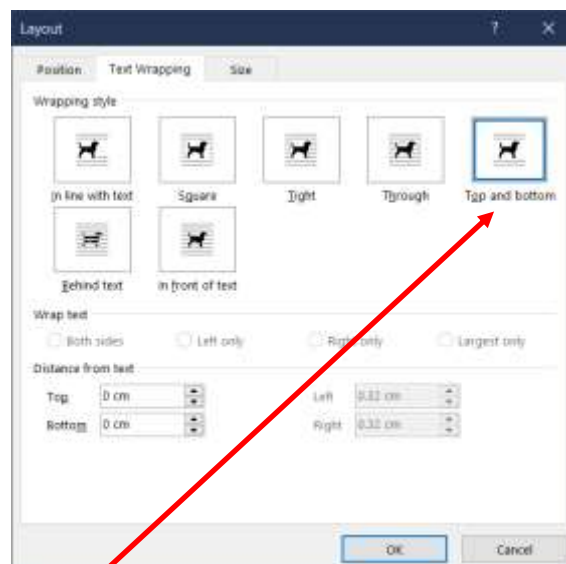 Layout ? ×
Position Text Wrapping Size
Wrapping style
In line with text Square Tight Through Top and bottom
Behind text In front of text
Wrap text
Both sides Left only Right only Largest only
Distance from text
Top 0 cm Left 0.32 cm
Bottom 0 cm Right 0.32 cm
OK Cancel